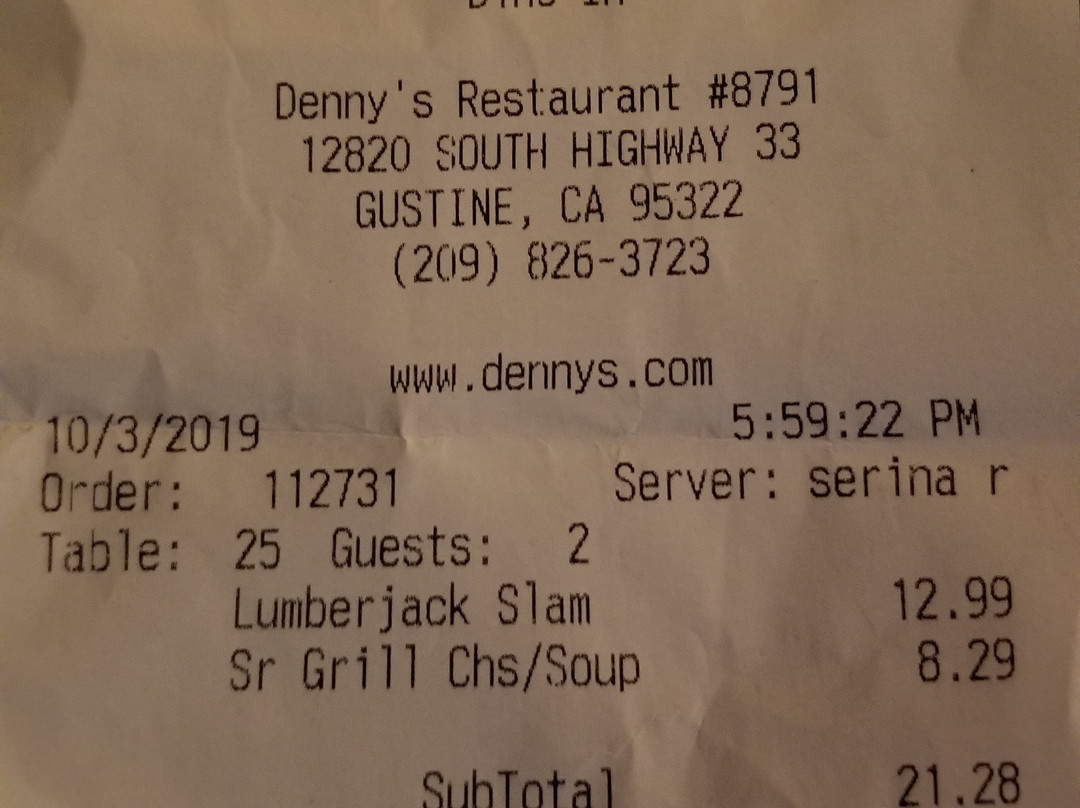 Denny's Restaurant #8791
12820 SOUTH HIGHWAY 33
GUSTINE, CA 95322
(209) 826-3723
www.dennys.com
10/3/2019 5:59:22 PM
Order: 112731 Server: serina r
Table: 25 Guests: 2
Lumberjack Slam 12.99
Sr Grill Chs/Soup 8.29
SubTotal 21.28